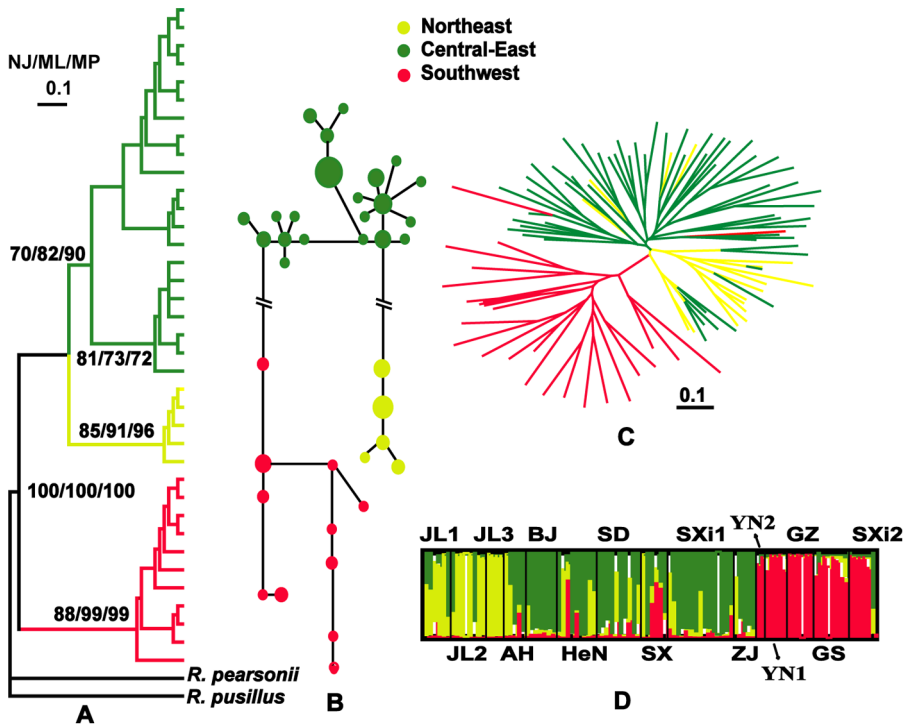 Northeast
Central-East
Southwest
NJ/ML/MP
0.1
70/82/90
81/73/72
85/91/96
100/100/100
88/99/99
R. pearsonii
R. pusillus
A
B
0.1
C
YN2
JL1 JL3 BJ SD SXi1 GZ SXi2
JL2 AH HeN SX ZJ YN1 GS
D